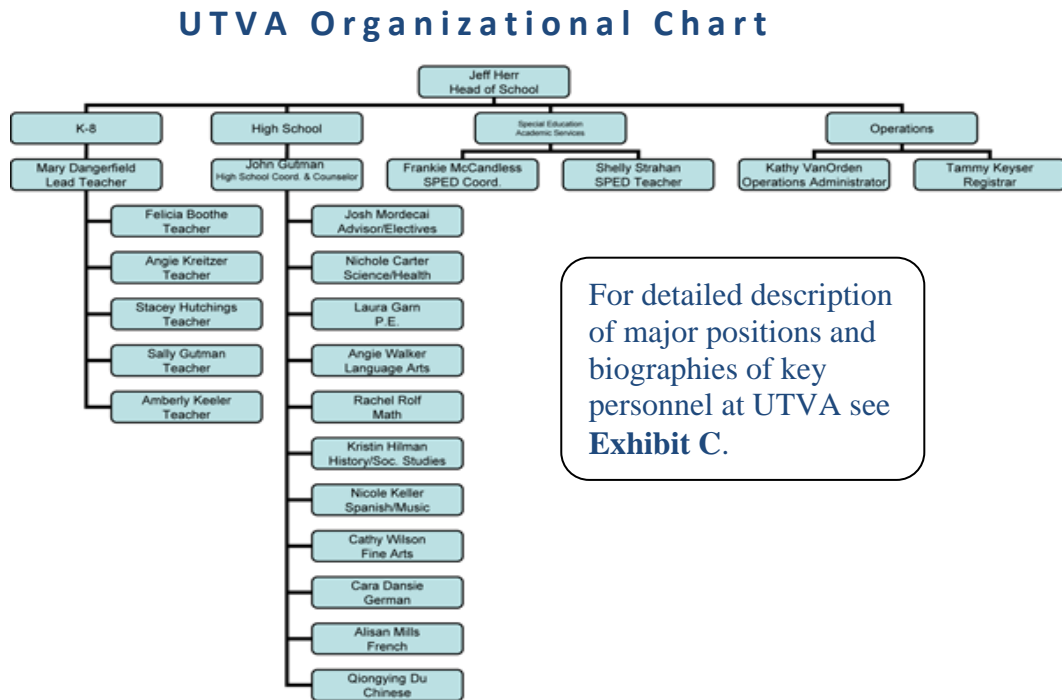 UTVA Organizational Chart
Jeff Herr
Head of School
K-8
High School
Special Education
Academic Services
Operations
Mary Dangerfield
Lead Teacher
John Gutman
High School Coord. & Counselor
Frankie McCandless
SPED Coord.
Shelly Strahan
SPED Teacher
Kathy VanOrden
Operations Administrator
Tammy Keyser
Registrar
Felicia Boothe
Teacher
Angie Kreitzer
Teacher
Stacey Hutchings
Teacher
Sally Gutman
Teacher
Amberly Keeler
Teacher
Josh Mordecai
Advisor/Electives
Nichole Carter
Science/Health
Laura Garn
P.E.
Angie Walker
Language Arts
Rachel Rolf
Math
Kristin Hilman
History/Soc. Studies
Nicole Keller
Spanish/Music
Cathy Wilson
Fine Arts
Cara Dansie
German
Alisan Mills
French
Qiongying Du
Chinese
For detailed description
of major positions and
biographies of key
personnel at UTVA see
Exhibit C.